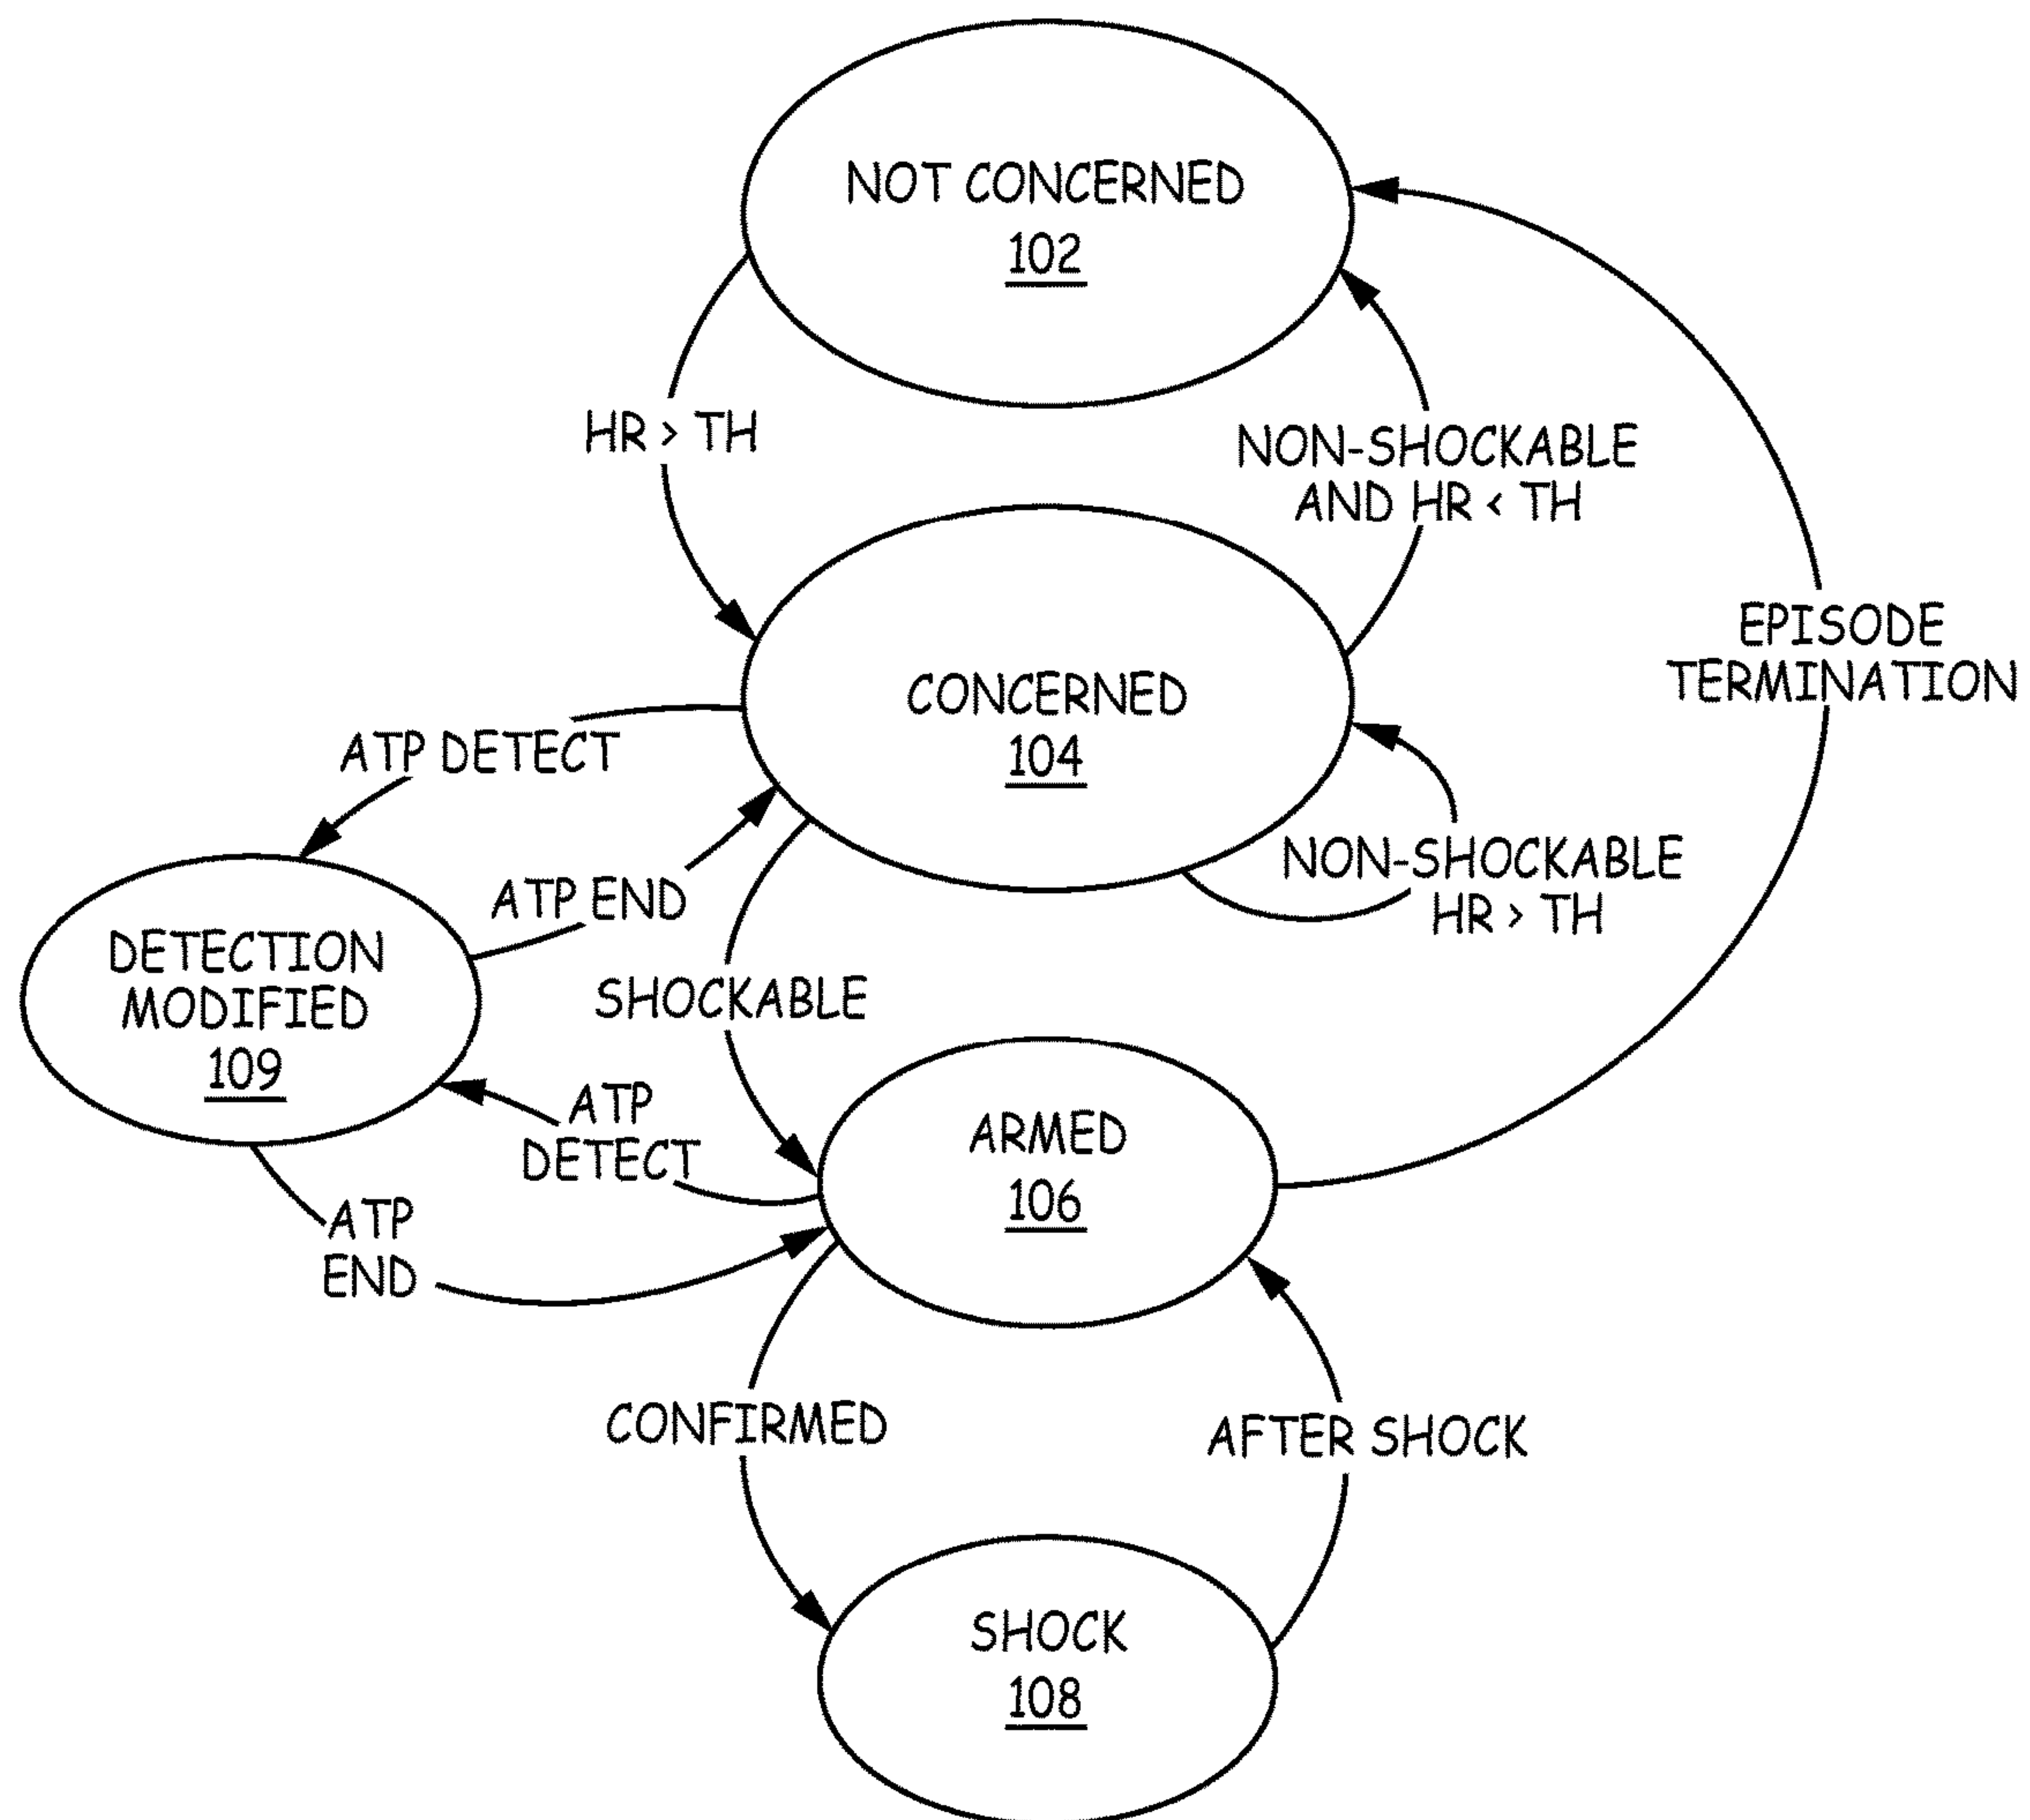 NOT CONCERNED
102
HR > TH
NON-SHOCKABLE
AND HR < TH
EPISODE
TERMINATION
CONCERNED
104
ATP DETECT
ATP END
NON-SHOCKABLE
HR > TH
DETECTION
MODIFIED
109
SHOCKABLE
ATP
DETECT
ARMED
106
ATP
END
CONFIRMED
AFTER SHOCK
SHOCK
108